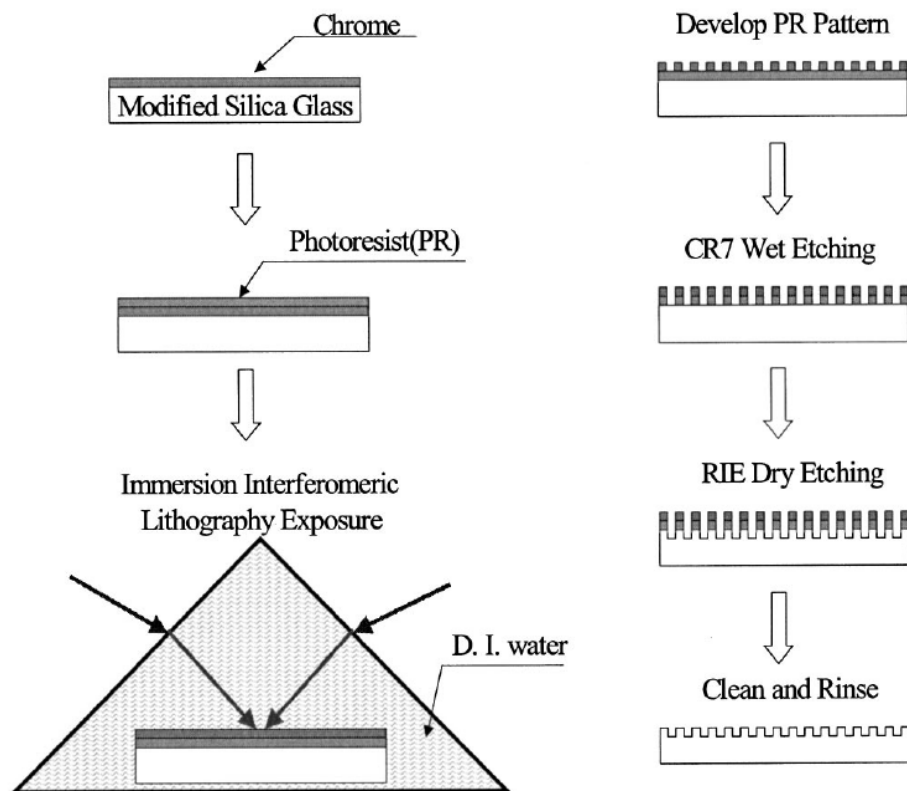 Chrome
Modified Silica Glass
Photoresist(PR)
Immersion Interferomeric
Lithography Exposure
D. I. water
Develop PR Pattern
CR7 Wet Etching
RIE Dry Etching
Clean and Rinse